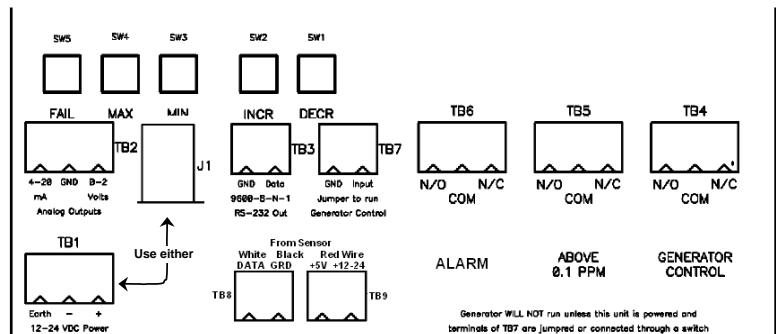 SW5 SW4 SW3 SW2 SW1
FAIL MAX MIN INCR DECR
TB6 TB5 TB4
TB2 J1 TB3 TB7
4-20 GND 0-2
mA Volts
Analog Outputs
GND Data
9600-8-N-1
RS-232 Out
GND Input
Jumper to run
Generator Control
N/O N/C N/O N/C N/O N/C
COM COM COM
TB1
Use either
From Sensor
White Black Red Wire
DATA GRD +5V +12-24
TB8 TB9
ALARM
ABOVE
0.1 PPM
GENERATOR
CONTROL
Earth - +
12-24 VDC Power
Generator WILL NOT run unless this unit is powered and
terminals of TB7 are jumpred or connected through a switch